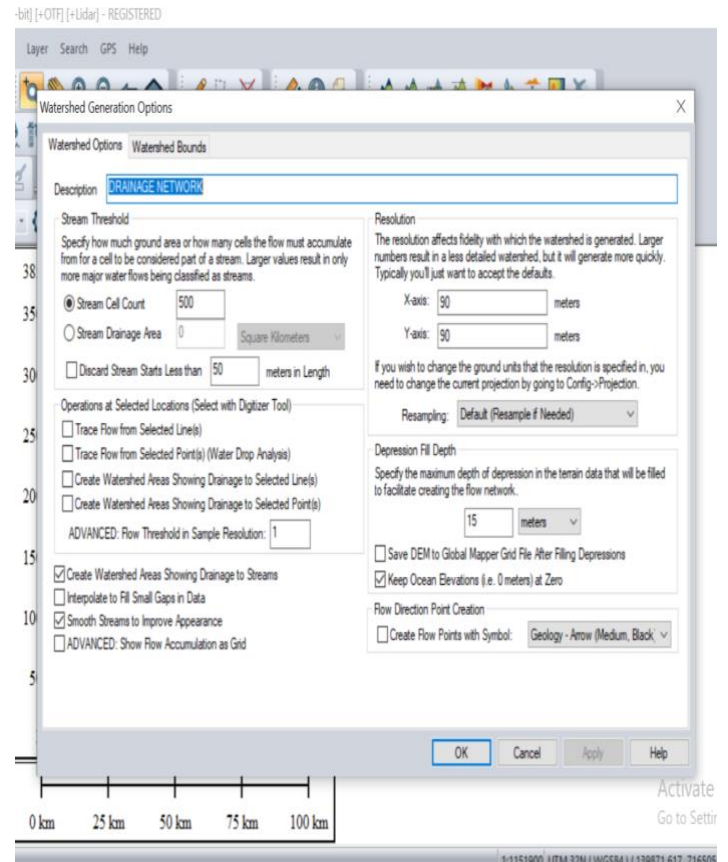 -bit] [+OTF] [+Lidar] - REGISTERED
Layer Search GPS Help
Watershed Generation Options
Watershed Options Watershed Bounds
Description DRAINAGE NETWORK
Stream Threshold
Specify how much ground area or how many cells the flow must accumulate
from for a cell to be considered part of a stream. Larger values result in only
more major water flows being classified as streams.
Stream Cell Count 500
Stream Drainage Area 0 Square Kilometers
Discard Stream Starts Less than 50 meters in Length
Operations at Selected Locations (Select with Digitizer Tool)
Trace Flow from Selected Line(s)
Trace Flow from Selected Point(s) (Water Drop Analysis)
Create Watershed Areas Showing Drainage to Selected Line(s)
Create Watershed Areas Showing Drainage to Selected Point(s)
ADVANCED: Flow Threshold in Sample Resolution: 1
Create Watershed Areas Showing Drainage to Streams
Interpolate to Fill Small Gaps in Data
Smooth Streams to Improve Appearance
ADVANCED: Show Flow Accumulation as Grid
Resolution
The resolution affects fidelity with which the watershed is generated. Larger
numbers result in a less detailed watershed, but it will generate more quickly.
Typically you'll just want to accept the defaults.
X-axis: 90 meters
Y-axis: 90 meters
If you wish to change the ground units that the resolution is specified in, you
need to change the current projection by going to Config->Projection.
Resampling: Default (Resample if Needed)
Depression Fill Depth
Specify the maximum depth of depression in the terrain data that will be filled
to facilitate creating the flow network.
15 meters
Save DEM to Global Mapper Grid File After Filling Depressions
Keep Ocean Elevations (i.e. 0 meters) at Zero
Flow Direction Point Creation
Create Flow Points with Symbol: Geology - Arrow (Medium, Black)
OK Cancel Apply Help
38
35
30
25
20
15
10
5
0 km 25 km 50 km 75 km 100 km
Activate
Go to Settin